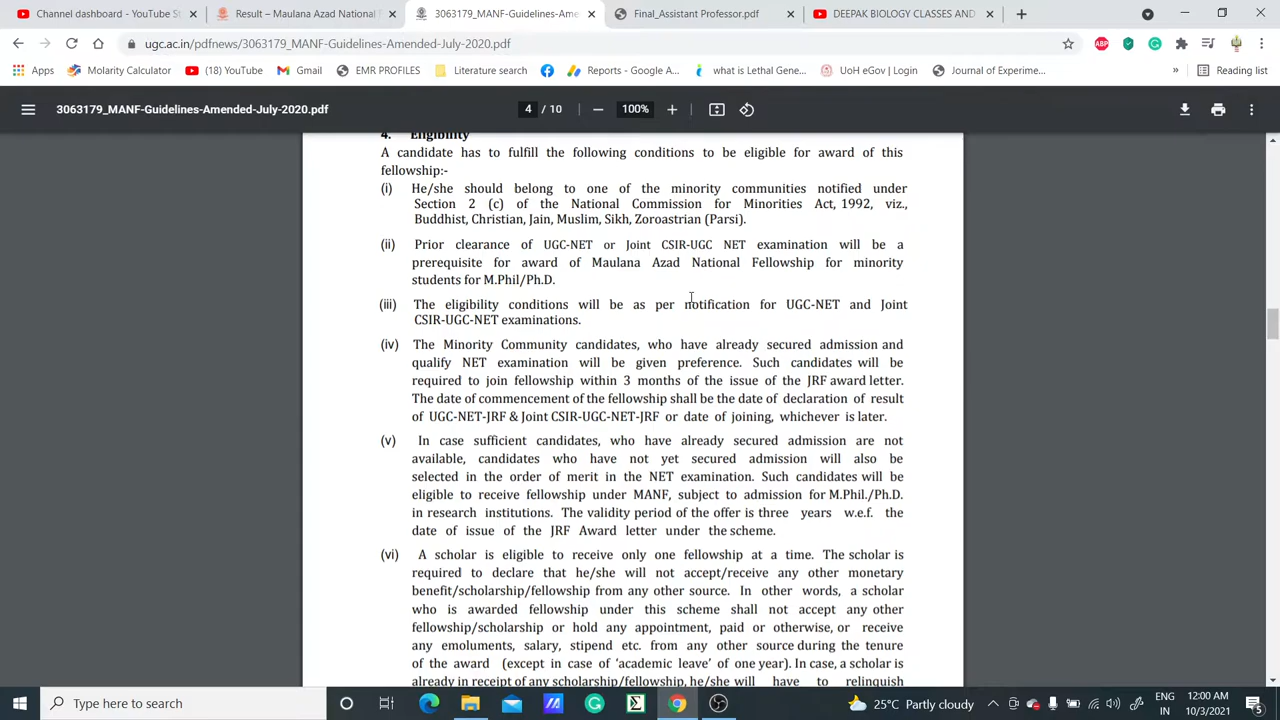 Channel dashboard - YouTube St
Result – Maulana Azad National F
3063179_MANF-Guidelines-Amen
Final_Assistant Professor.pdf
DEEPAK BIOLOGY CLASSES AND
ugc.ac.in/pdfnews/3063179_MANF-Guidelines-Amended-July-2020.pdf
Apps
Molarity Calculator
(18) YouTube
Gmail
EMR PROFILES
Literature search
Reports - Google A...
what is Lethal Gene...
UoH eGov | Login
Journal of Experime...
»
Reading list
3063179_MANF-Guidelines-Amended-July-2020.pdf
4 / 10
100%
4. Eligibility
A candidate has to fulfill the following conditions to be eligible for award of this
fellowship:-
(i) He/she should belong to one of the minority communities notified under
Section 2 (c) of the National Commission for Minorities Act, 1992, viz.,
Buddhist, Christian, Jain, Muslim, Sikh, Zoroastrian (Parsi).
(ii) Prior clearance of UGC-NET or Joint CSIR-UGC NET examination will be a
prerequisite for award of Maulana Azad National Fellowship for minority
students for M.Phil/Ph.D.
(iii) The eligibility conditions will be as per notification for UGC-NET and Joint
CSIR-UGC-NET examinations.
(iv) The Minority Community candidates, who have already secured admission and
qualify NET examination will be given preference. Such candidates will be
required to join fellowship within 3 months of the issue of the JRF award letter.
The date of commencement of the fellowship shall be the date of declaration of result
of UGC-NET-JRF & Joint CSIR-UGC-NET-JRF or date of joining, whichever is later.
(v) In case sufficient candidates, who have already secured admission are not
available, candidates who have not yet secured admission will also be
selected in the order of merit in the NET examination. Such candidates will be
eligible to receive fellowship under MANF, subject to admission for M.Phil./Ph.D.
in research institutions. The validity period of the offer is three years w.e.f. the
date of issue of the JRF Award letter under the scheme.
(vi) A scholar is eligible to receive only one fellowship at a time. The scholar is
required to declare that he/she will not accept/receive any other monetary
benefit/scholarship/fellowship from any other source. In other words, a scholar
who is awarded fellowship under this scheme shall not accept any other
fellowship/scholarship or hold any appointment, paid or otherwise, or receive
any emoluments, salary, stipend etc. from any other source during the tenure
of the award (except in case of 'academic leave' of one year). In case, a scholar is
already in receipt of any scholarship/fellowship, he/she will have to relinquish
Type here to search
25°C Partly cloudy
ENG
IN
12:00 AM
10/3/2021
5